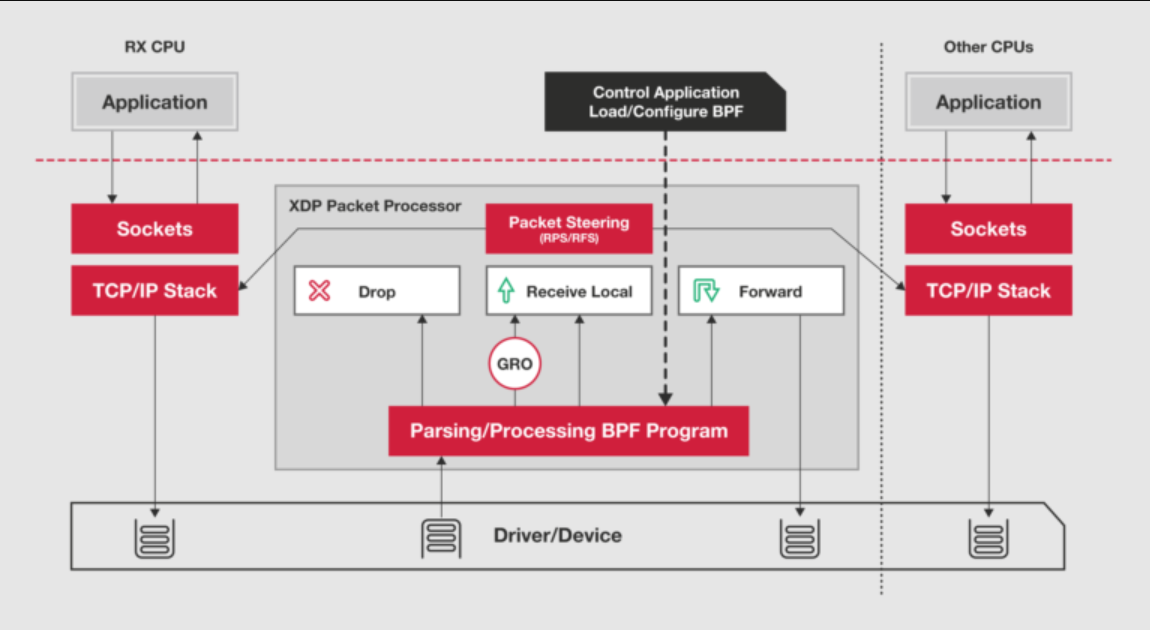 RX CPU
Other CPUs
Application
Control Application
Load/Configure BPF
Application
XDP Packet Processor
Sockets
Packet Steering
(RPS/RFS)
Sockets
TCP/IP Stack
Drop
Receive Local
Forward
TCP/IP Stack
GRO
Parsing/Processing BPF Program
Driver/Device